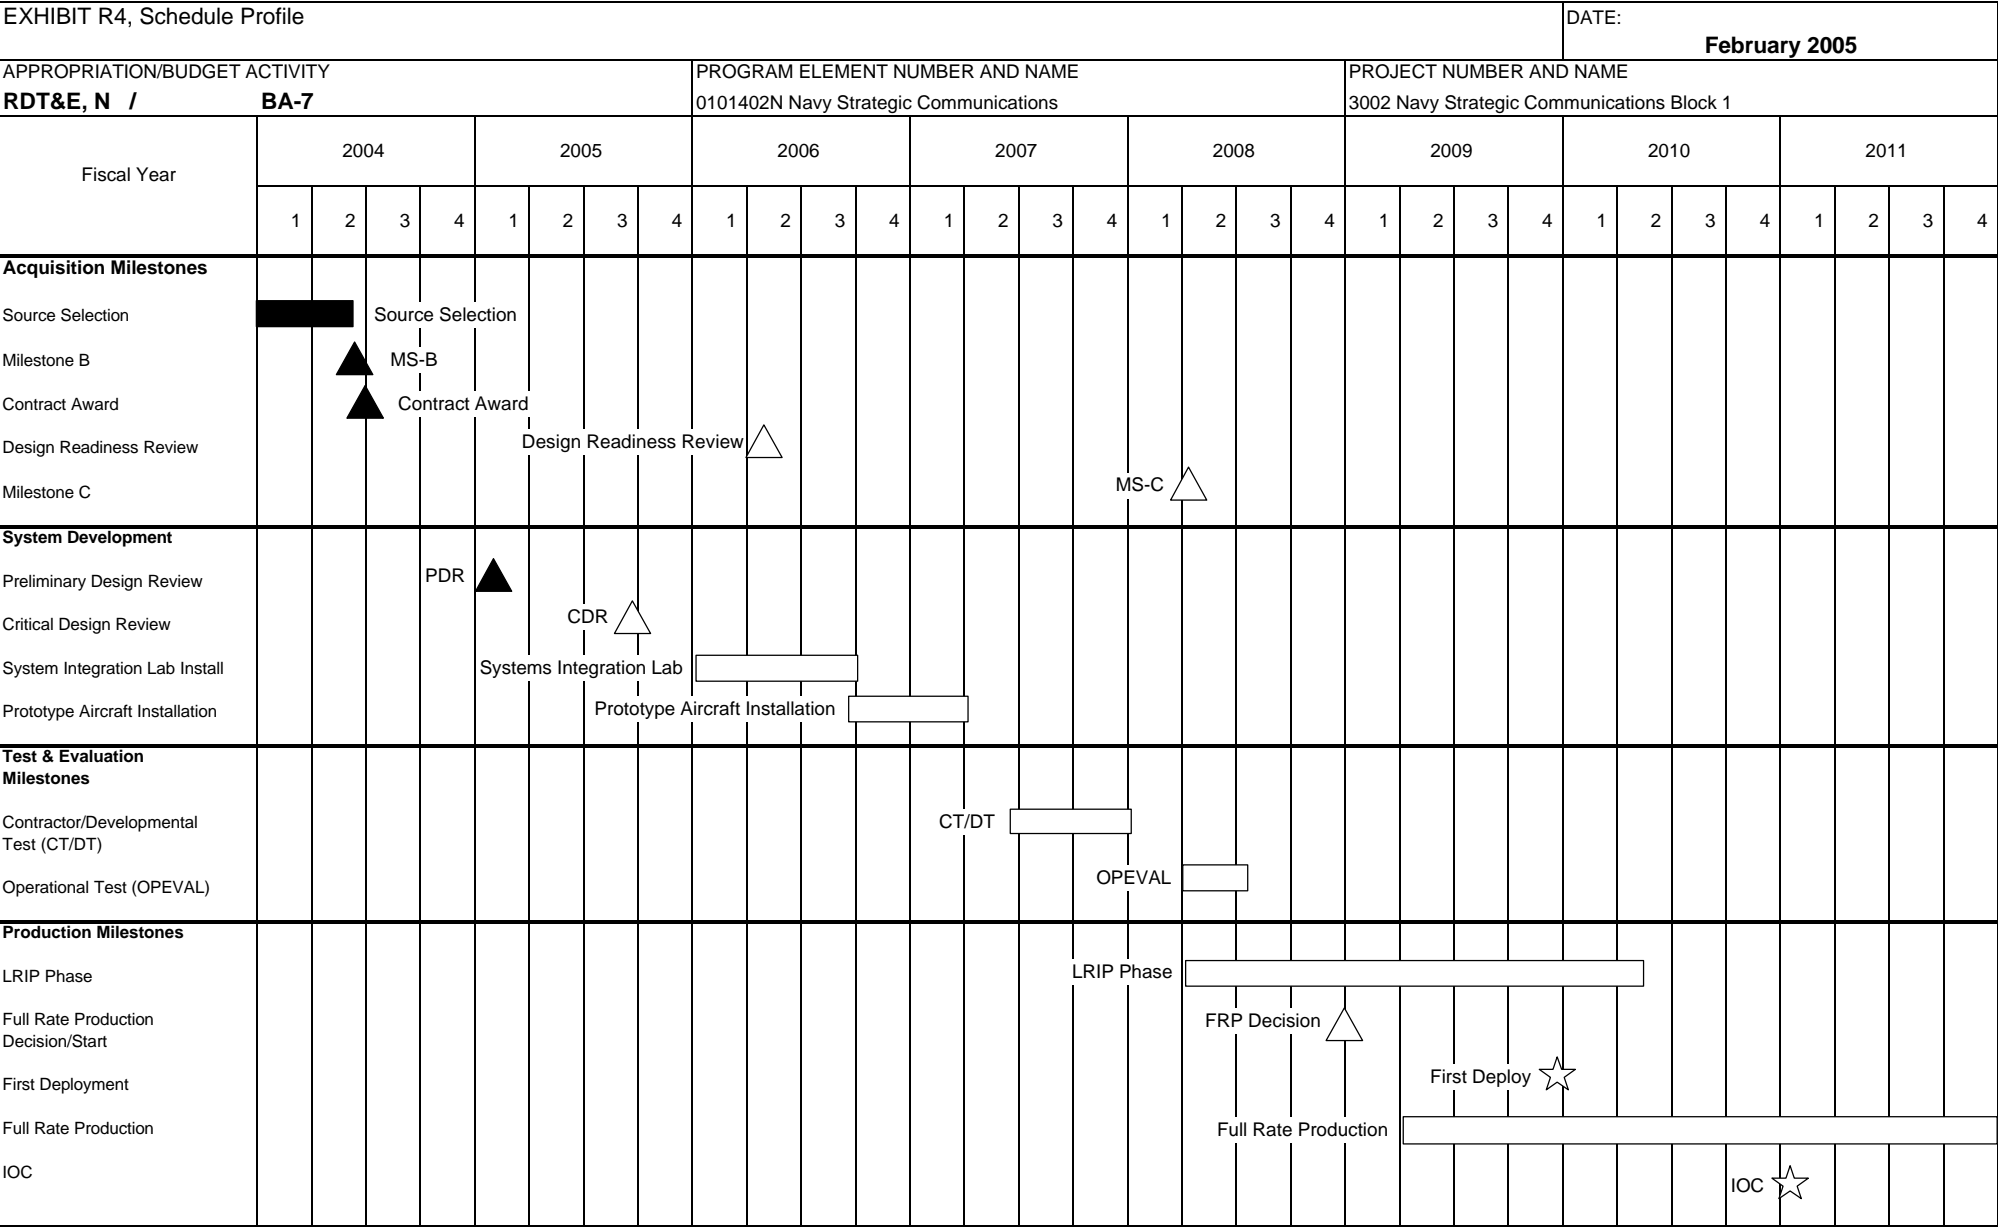 EXHIBIT R4, Schedule Profile
DATE:
February 2005
APPROPRIATION/BUDGET ACTIVITY
PROGRAM ELEMENT NUMBER AND NAME
PROJECT NUMBER AND NAME
RDT&E, N / BA-7
0101402N Navy Strategic Communications
3002 Navy Strategic Communications Block 1
Fiscal Year
2004 2005 2006 2007 2008 2009 2010 2011
1 2 3 4 1 2 3 4 1 2 3 4 1 2 3 4 1 2 3 4 1 2 3 4 1 2 3 4 1 2 3 4
Acquisition Milestones
Source Selection Source Selection
Milestone B MS-B
Contract Award Contract Award
Design Readiness Review Design Readiness Review
Milestone C MS-C
System Development
Preliminary Design Review PDR
Critical Design Review CDR
System Integration Lab Install Systems Integration Lab
Prototype Aircraft Installation Prototype Aircraft Installation
Test & Evaluation
Milestones
Contractor/Developmental CT/DT
Test (CT/DT)
Operational Test (OPEVAL) OPEVAL
Production Milestones
LRIP Phase LRIP Phase
Full Rate Production FRP Decision
Decision/Start
First Deployment First Deploy
Full Rate Production Full Rate Production
IOC IOC